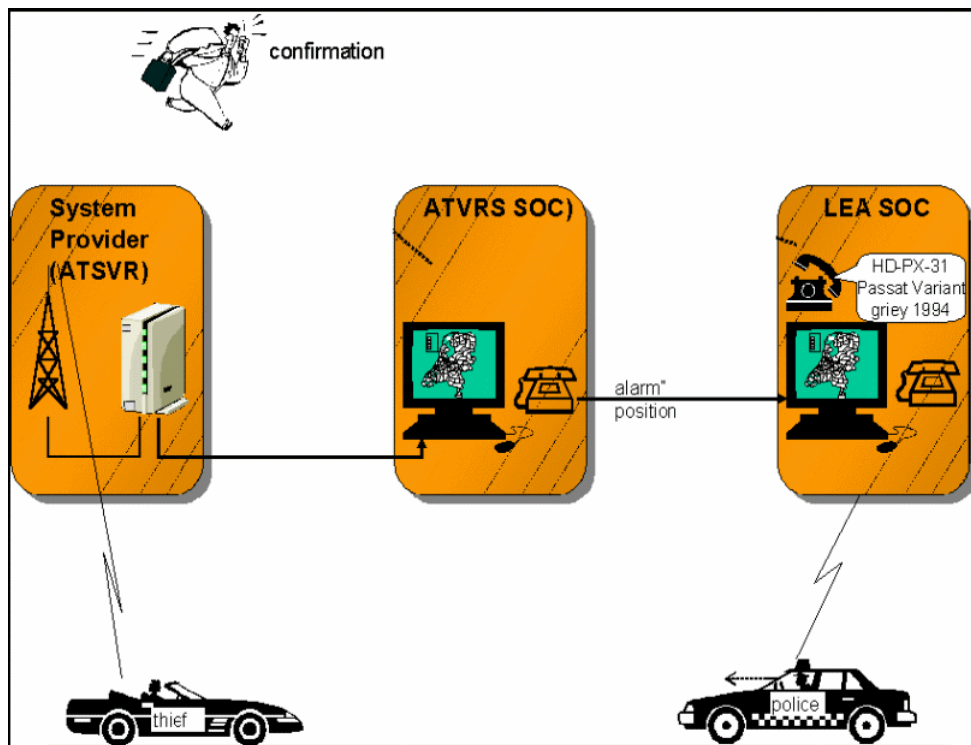 confirmation
System
Provider
(ATSVR)
ATVRS SOC)
LEA SOC
HD-PX-31
Passat Variant
griey 1994
alarm"
position
thief
police